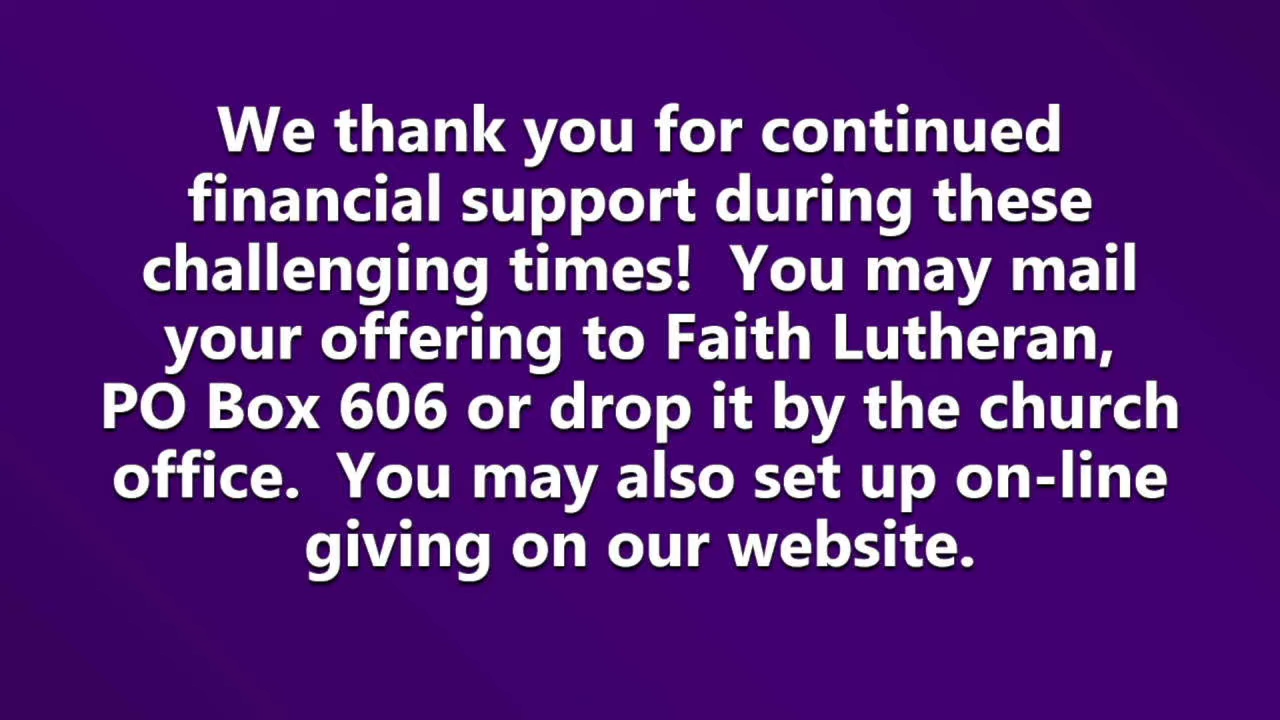 We thank you for continued
financial support during these
challenging times!  You may mail
your offering to Faith Lutheran,
PO Box 606 or drop it by the church
office.  You may also set up on-line
giving on our website.